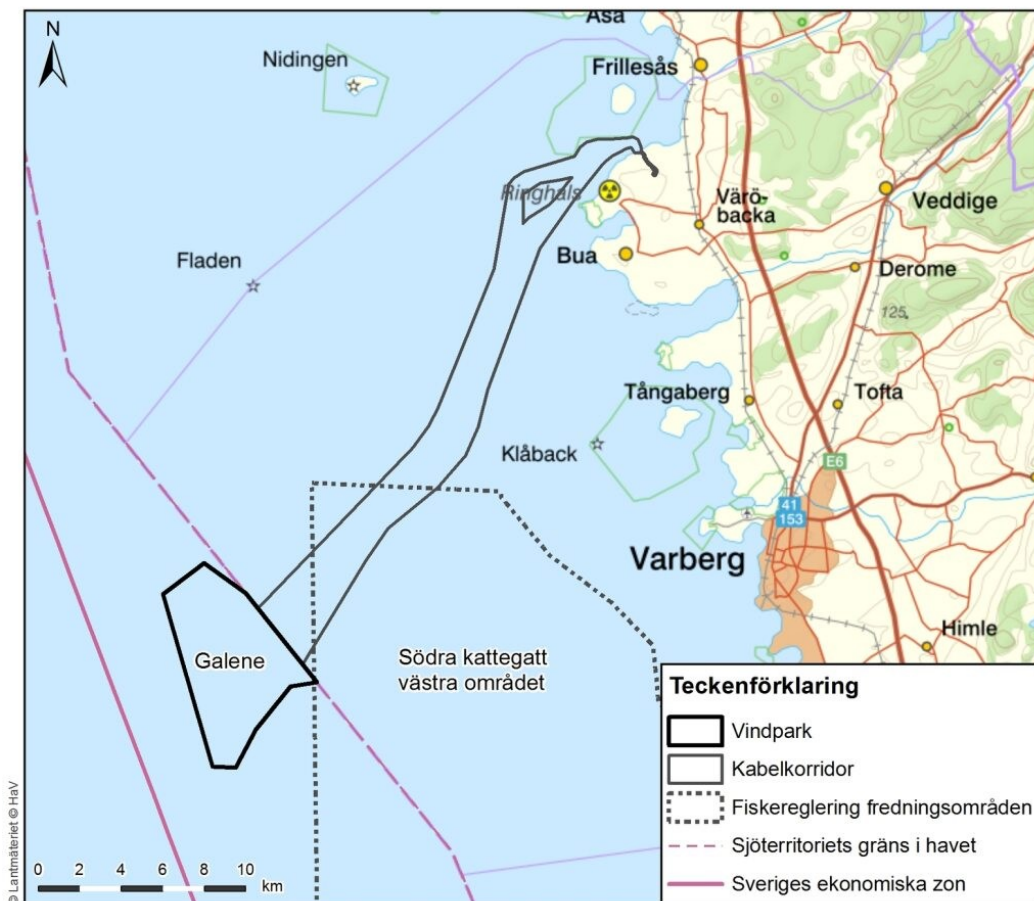 N
Åsa
Nidingen
Frillesås
Ringhals
Värö-
backa
Veddige
Bua
Fladen
Derome
125
Tångaberg
Tofta
Klåback
E6
41
153
Varberg
Himle
Galene
Södra kattegatt
västra området
Teckenförklaring
Vindpark
Kabelkorridor
Fiskereglering fredningsområden
Sjöterritoriets gräns i havet
Sveriges ekonomiska zon
0 2 4 6 8 10
km
© Lantmäteriet © HaV